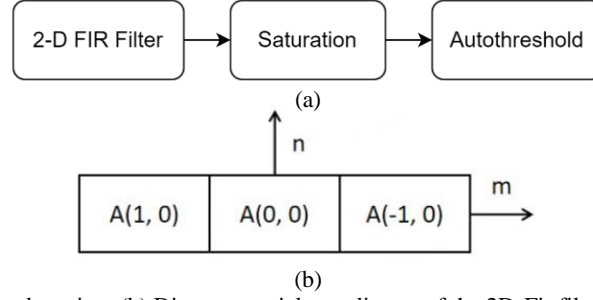 2-D FIR Filter Saturation Autothreshold
(a)
n
A(1, 0) A(0, 0) A(-1, 0) m
(b)